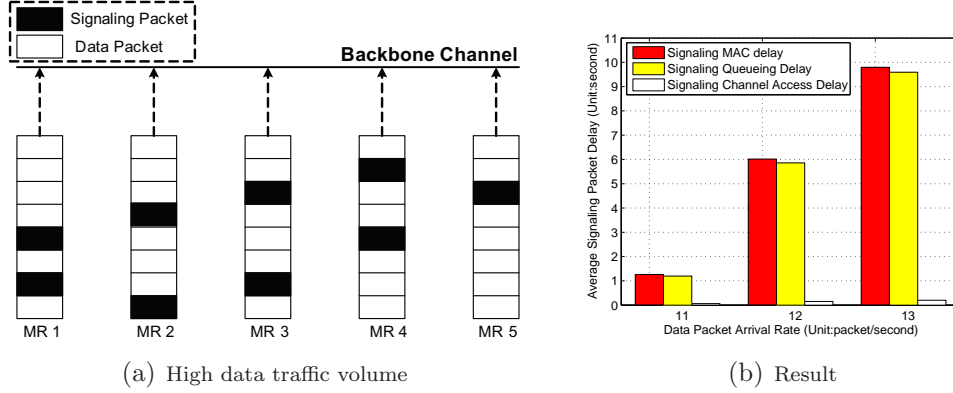 Signaling Packet
Data Packet
Backbone Channel
MR 1
MR 2
MR 3
MR 4
MR 5
(a) High data traffic volume
Average Signaling Packet Delay (Unit:second)
11
10
9
8
7
6
5
4
3
2
1
0
Signaling MAC delay
Signaling Queueing Delay
Signaling Channel Access Delay
11
12
13
Data Packet Arrival Rate (Unit:packet/second)
(b) Result